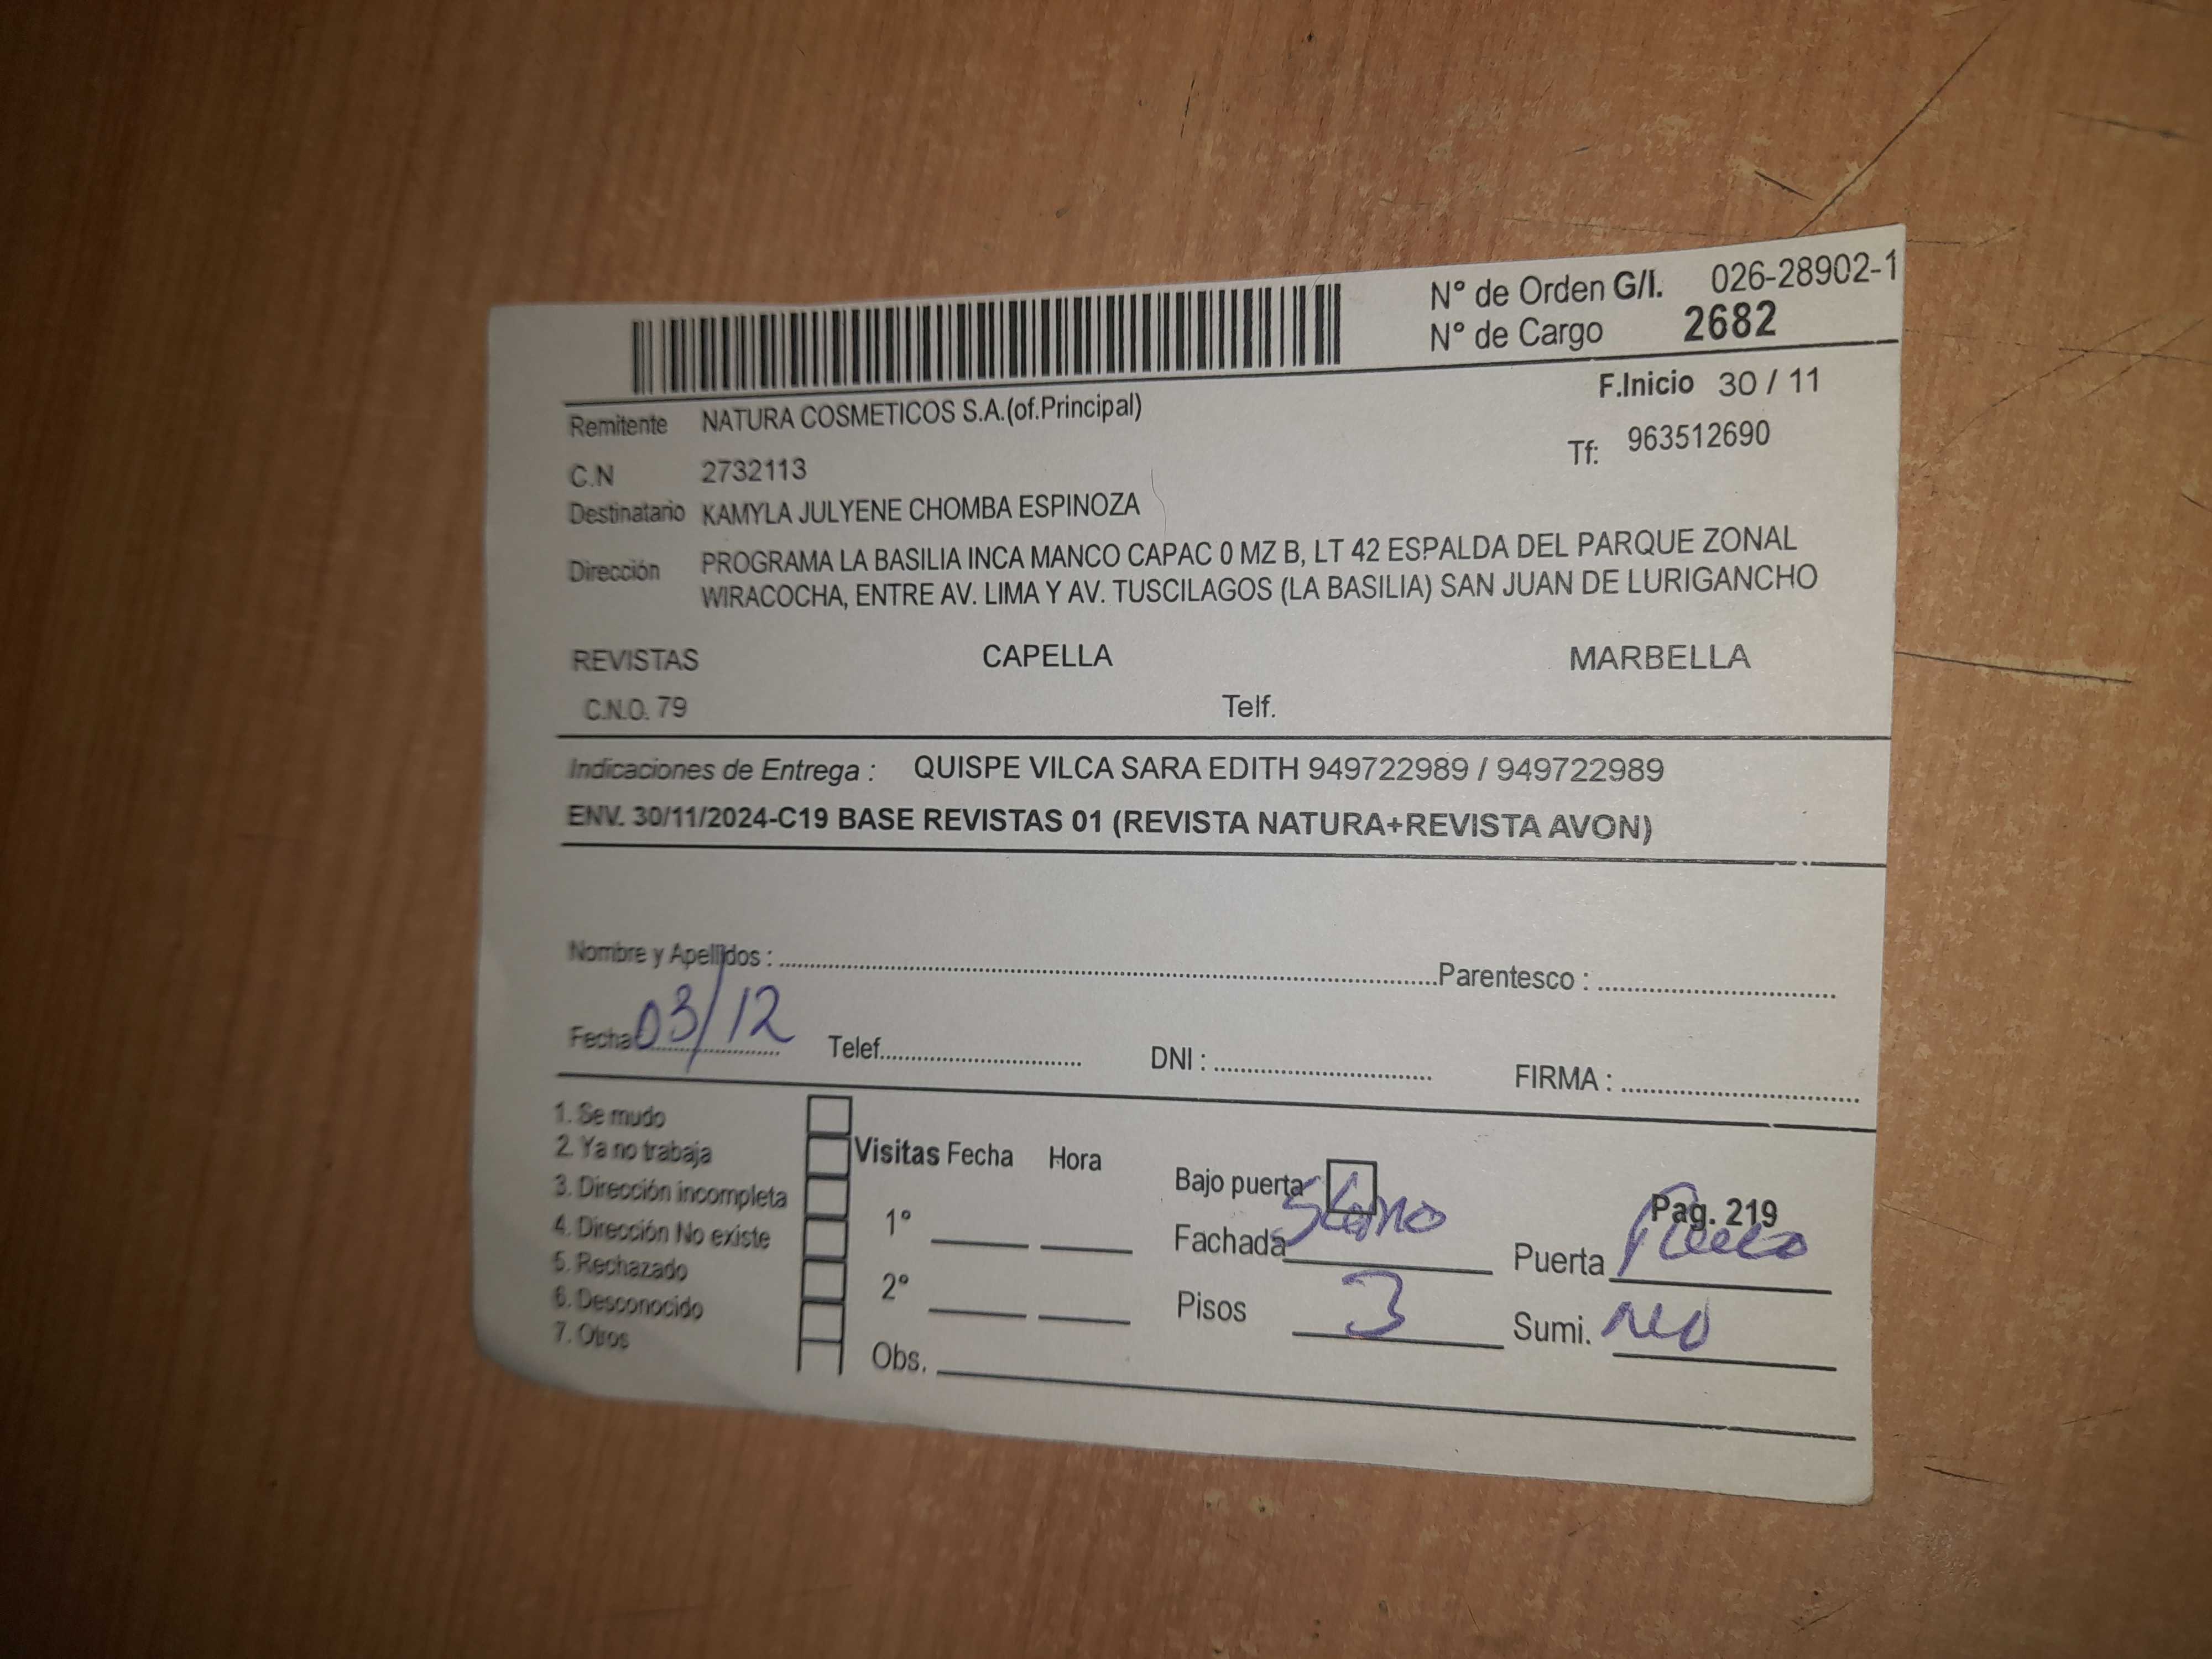 N° de Orden G/I. 026-28902-1
N° de Cargo 2682
F.Inicio 30 / 11
Remitente NATURA COSMETICOS S.A.(of.Principal)
Tf: 963512690
C.N 2732113
Destinatario KAMYLA JULYENE CHOMBA ESPINOZA
Dirección PROGRAMA LA BASILIA INCA MANCO CAPAC 0 MZ B, LT 42 ESPALDA DEL PARQUE ZONAL
WIRACOCHA, ENTRE AV. LIMA Y AV. TUSCILAGOS (LA BASILIA) SAN JUAN DE LURIGANCHO
REVISTAS CAPELLA MARBELLA
C.N.O. 79 Telf.
Indicaciones de Entrega : QUISPE VILCA SARA EDITH 949722989 / 949722989
ENV. 30/11/2024-C19 BASE REVISTAS 01 (REVISTA NATURA+REVISTA AVON)
Nombre y Apellidos : Parentesco :
Fecha 03/12 Telef. DNI : FIRMA :
1. Se mudo
2. Ya no trabaja
3. Dirección incompleta
4. Dirección No existe
5. Rechazado
6. Desconocido
7. Otros
Visitas Fecha Hora
1°
2°
Obs.
Bajo puerta
Pag. 219
Fachada Puerta
Pisos 3 Sumi. NO